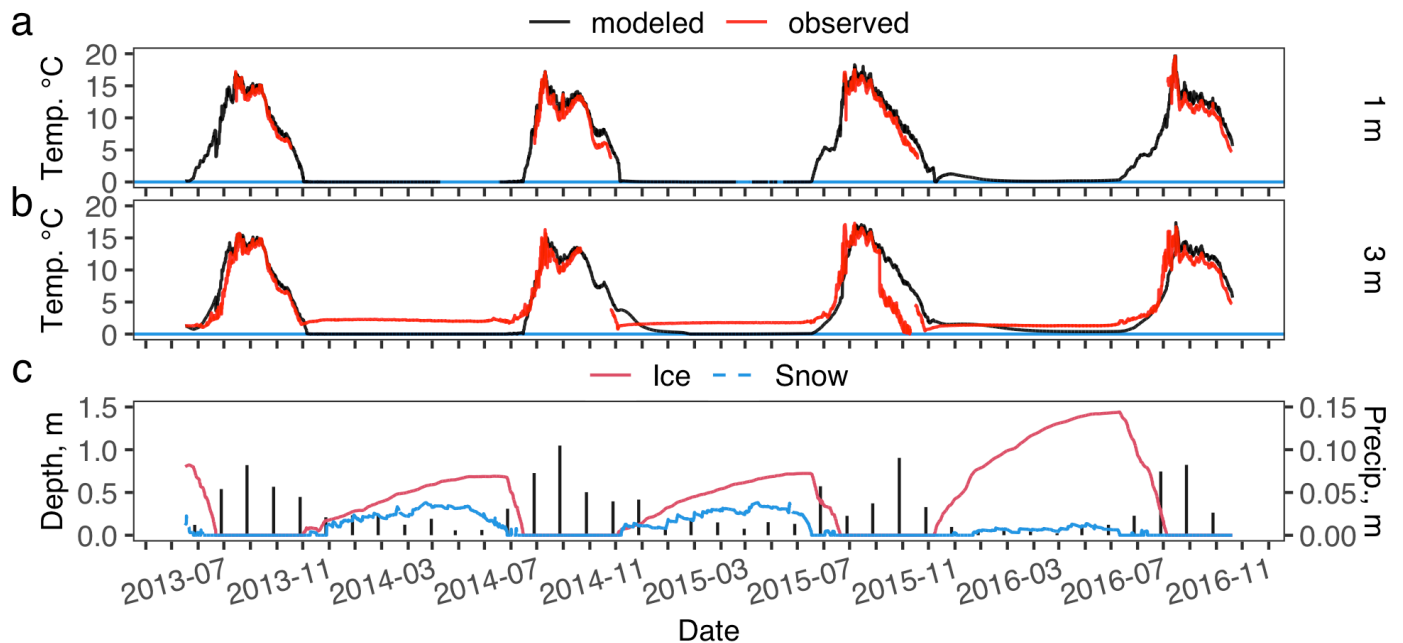 a
modeled observed
Temp. °C
20
15
10
5
0
1 m
b
Temp. °C
20
15
10
5
0
3 m
c
Ice Snow
Depth, m
1.5
1.0
0.5
0.0
0.15
0.10
0.05
0.00
Precip., m
2013-07 2013-11 2014-03 2014-07 2014-11 2015-03 2015-07 2015-11 2016-03 2016-07 2016-11
Date